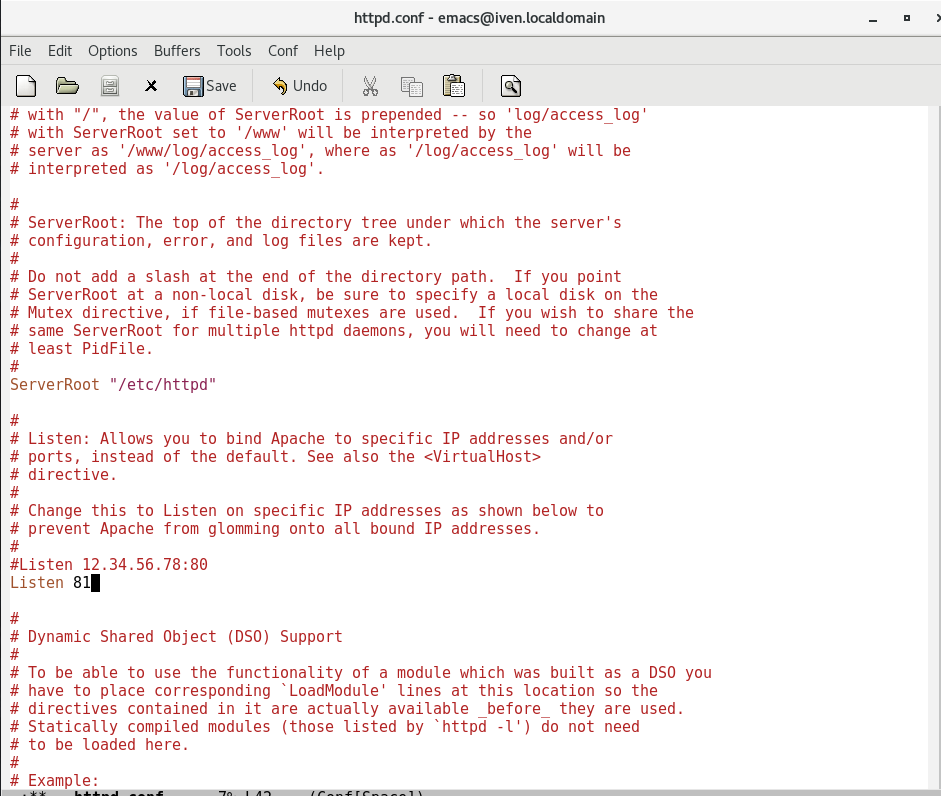 httpd.conf - emacs@iven.localdomain
File Edit Options Buffers Tools Conf Help
Save Undo
# with "/", the value of ServerRoot is prepended -- so 'log/access_log'
# with ServerRoot set to '/www' will be interpreted by the
# server as '/www/log/access_log', where as '/log/access_log' will be
# interpreted as '/log/access_log'.
#
# ServerRoot: The top of the directory tree under which the server's
# configuration, error, and log files are kept.
#
# Do not add a slash at the end of the directory path.  If you point
# ServerRoot at a non-local disk, be sure to specify a local disk on the
# Mutex directive, if file-based mutexes are used.  If you wish to share the
# same ServerRoot for multiple httpd daemons, you will need to change at
# least PidFile.
#
ServerRoot "/etc/httpd"
#
# Listen: Allows you to bind Apache to specific IP addresses and/or
# ports, instead of the default. See also the <VirtualHost>
# directive.
#
# Change this to Listen on specific IP addresses as shown below to
# prevent Apache from glomming onto all bound IP addresses.
#
#Listen 12.34.56.78:80
Listen 81
#
# Dynamic Shared Object (DSO) Support
#
# To be able to use the functionality of a module which was built as a DSO you
# have to place corresponding `LoadModule' lines at this location so the
# directives contained in it are actually available _before_ they are used.
# Statically compiled modules (those listed by `httpd -l') do not need
# to be loaded here.
#
# Example:
httpd.conf 7% L42 (Conf[Space])